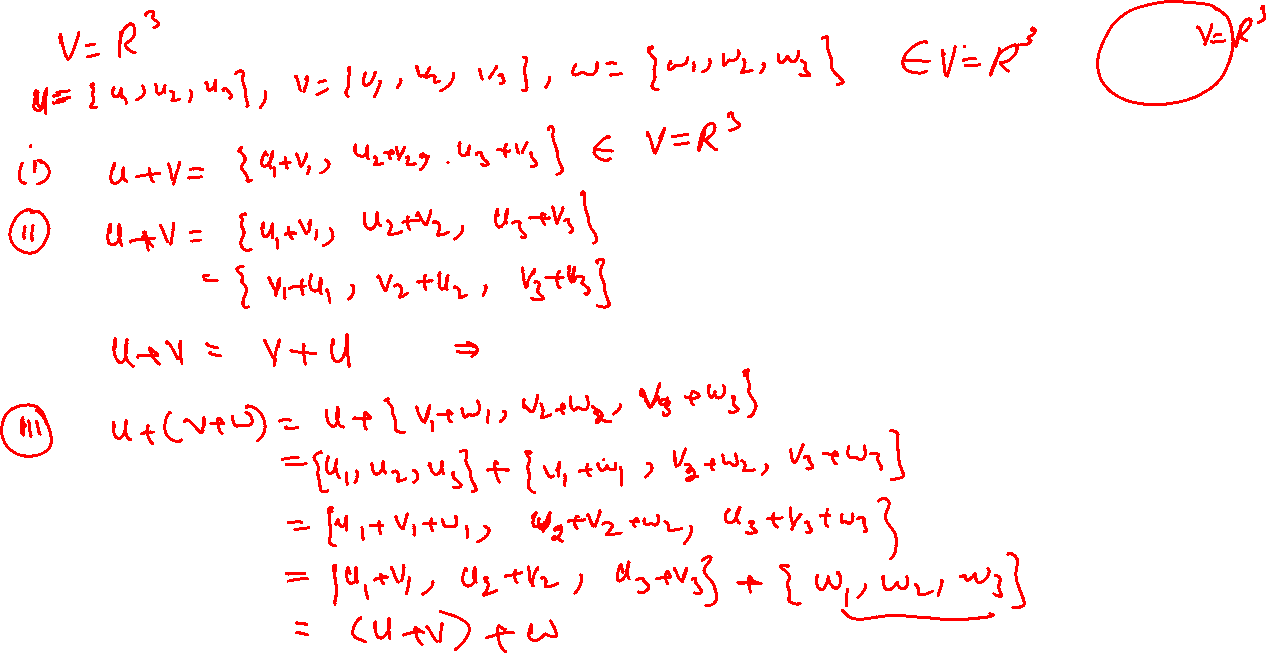 V = R³
V = R³
u = {u₁, u₂, u₃}, v = {v₁, v₂, v₃}, w = {w₁, w₂, w₃} ∈ V = R³
(i) u + v = {u₁+v₁, u₂+v₂, u₃+v₃} ∈ V = R³
(ii) u + v = {u₁+v₁, u₂+v₂, u₃+v₃}
= {v₁+u₁, v₂+u₂, v₃+v₃}
u + v = v + u ⇒
(iii) u + (v+w) = u + {v₁+w₁, v₂+w₂, v₃+w₃}
= {u₁, u₂, u₃} + {v₁+w₁, v₂+w₂, v₃+w₃}
= {u₁+v₁+w₁, u₂+v₂+w₂, u₃+v₃+w₃}
= {u₁+v₁, u₂+v₂, u₃+v₃} + {w₁, w₂, w₃}
= (u+v) + w